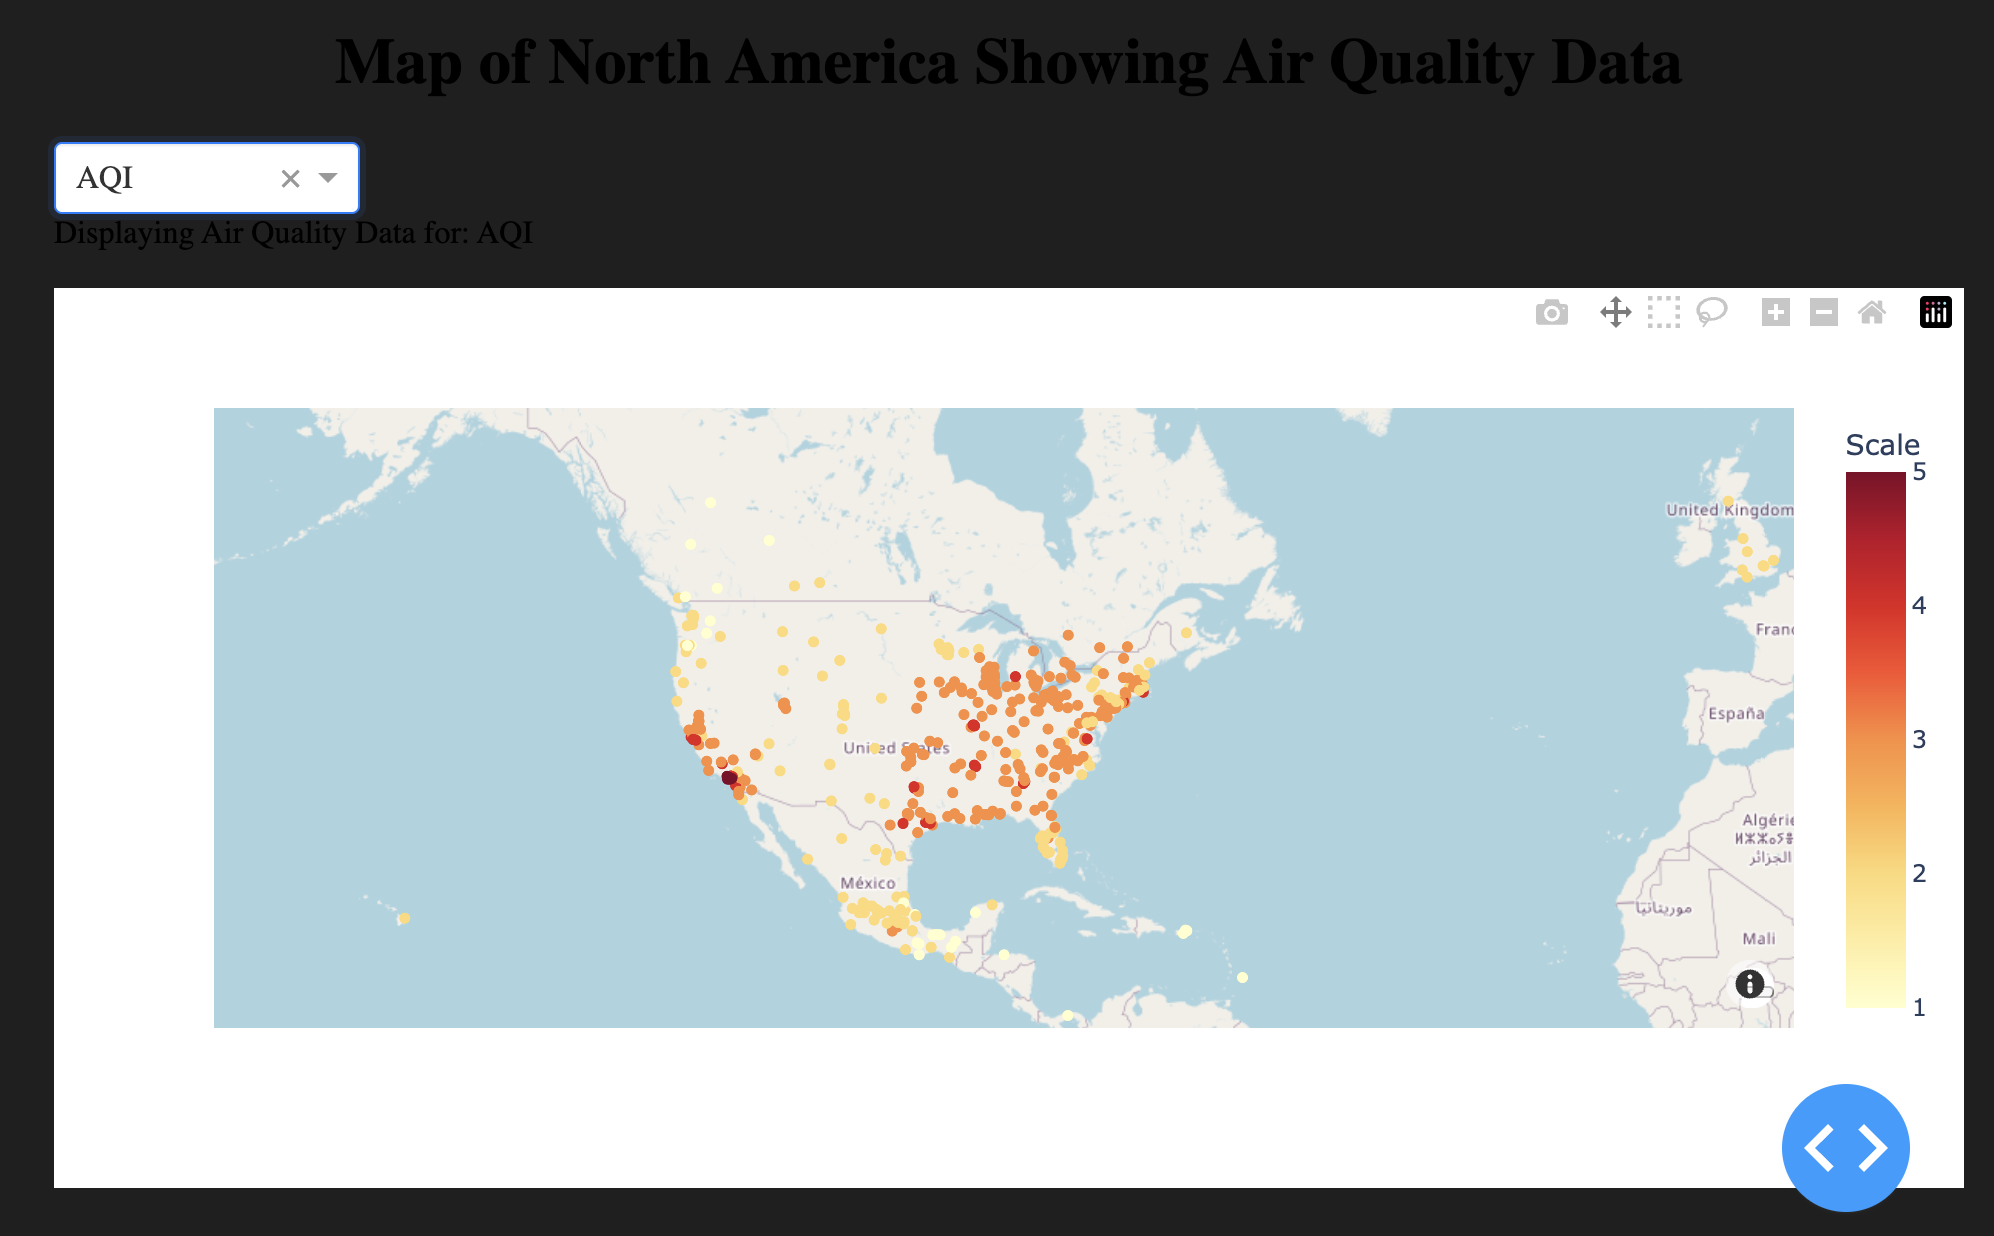 Map of North America Showing Air Quality Data
AQI
Displaying Air Quality Data for: AQI
Scale
5
4
3
2
1
United Kingdom
Franc
España
United States
México
Algérie
ⵍⵣⵣⴰⵢⴻ
الجزائر
موريتانيا
Mali